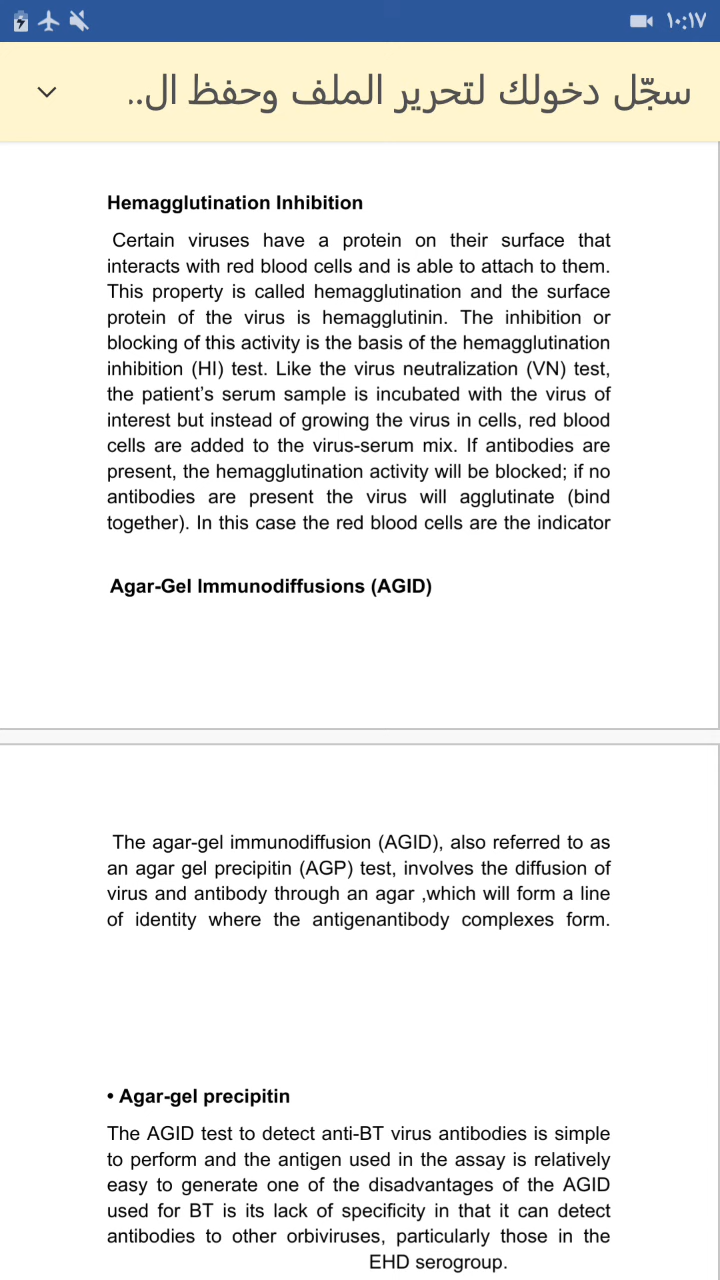 ١٠:١٧
سجّل دخولك لتحرير الملف وحفظ ال..
Hemagglutination Inhibition
Certain viruses have a protein on their surface that
interacts with red blood cells and is able to attach to them.
This property is called hemagglutination and the surface
protein of the virus is hemagglutinin. The inhibition or
blocking of this activity is the basis of the hemagglutination
inhibition (HI) test. Like the virus neutralization (VN) test,
the patient's serum sample is incubated with the virus of
interest but instead of growing the virus in cells, red blood
cells are added to the virus-serum mix. If antibodies are
present, the hemagglutination activity will be blocked; if no
antibodies are present the virus will agglutinate (bind
together). In this case the red blood cells are the indicator
Agar-Gel Immunodiffusions (AGID)
The agar-gel immunodiffusion (AGID), also referred to as
an agar gel precipitin (AGP) test, involves the diffusion of
virus and antibody through an agar ,which will form a line
of identity where the antigenantibody complexes form.
• Agar-gel precipitin
The AGID test to detect anti-BT virus antibodies is simple
to perform and the antigen used in the assay is relatively
easy to generate one of the disadvantages of the AGID
used for BT is its lack of specificity in that it can detect
antibodies to other orbiviruses, particularly those in the
EHD serogroup.